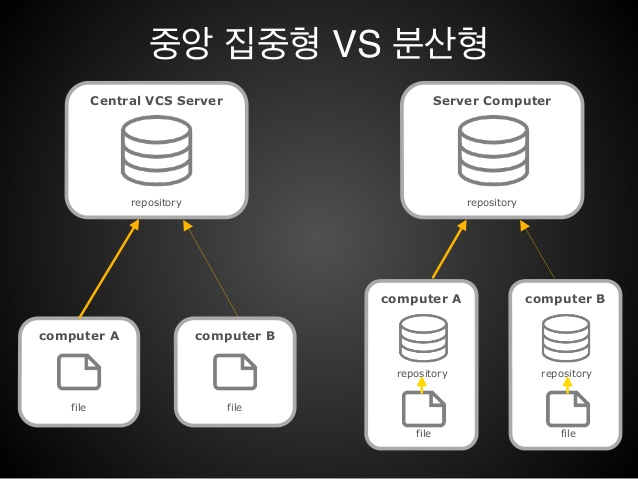 중앙 집중형 VS 분산형
Central VCS Server
repository
computer A
file
computer B
file
Server Computer
repository
computer A
repository
file
computer B
repository
file